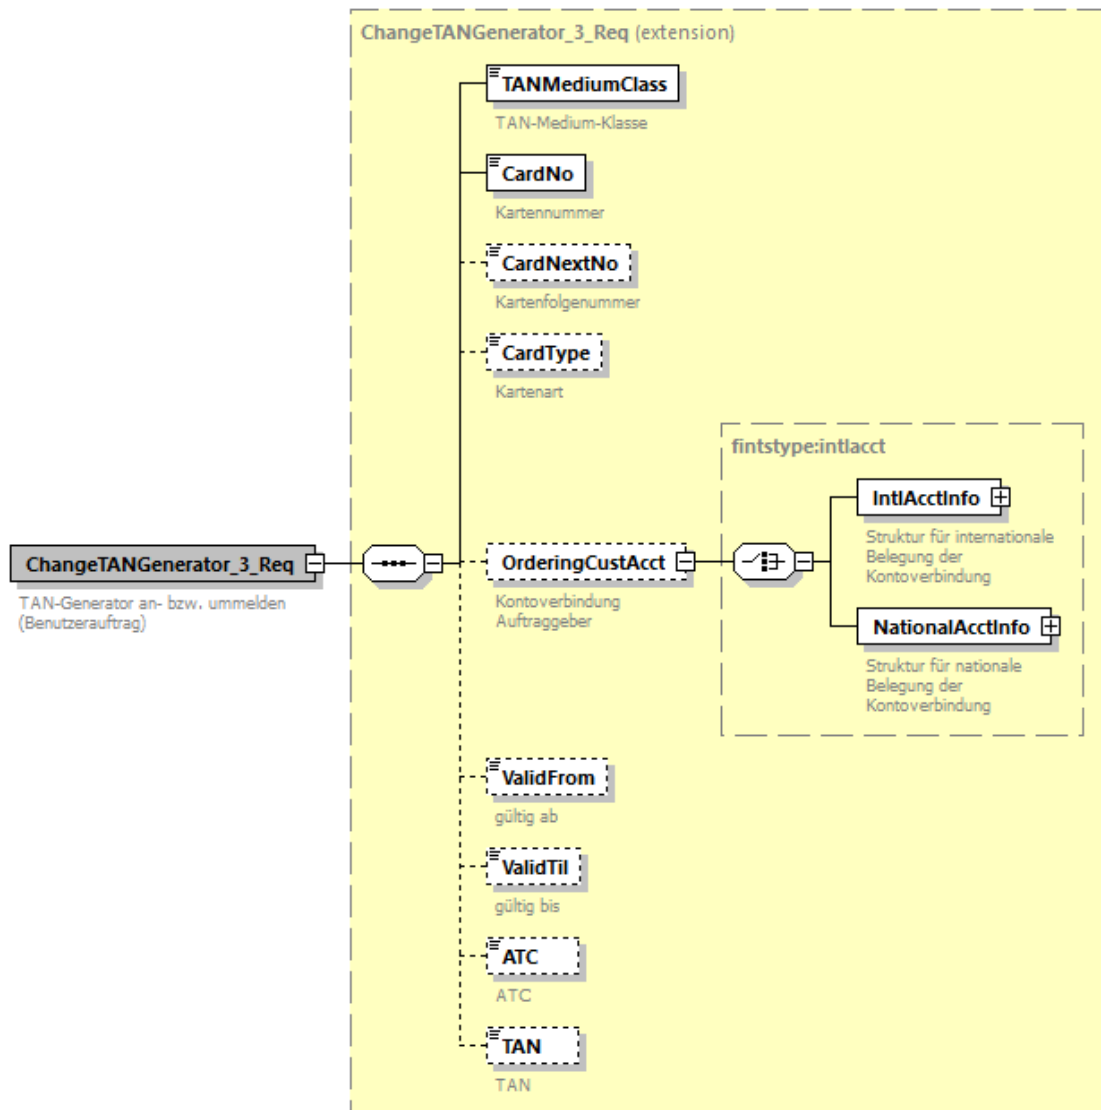 ChangeTANGenerator_3_Req (extension)
TANMediumClass
TAN-Medium-Klasse
CardNo
Kartennummer
CardNextNo
Kartenfolgenummer
CardType
Kartenart
fintstype:intlacct
IntlAcctInfo
Struktur für internationale
Belegung der
Kontoverbindung
ChangeTANGenerator_3_Req
TAN-Generator an- bzw. ummelden
(Benutzerauftrag)
OrderingCustAcct
Kontoverbindung
Auftraggeber
NationalAcctInfo
Struktur für nationale
Belegung der
Kontoverbindung
ValidFrom
gültig ab
ValidTil
gültig bis
ATC
ATC
TAN
TAN